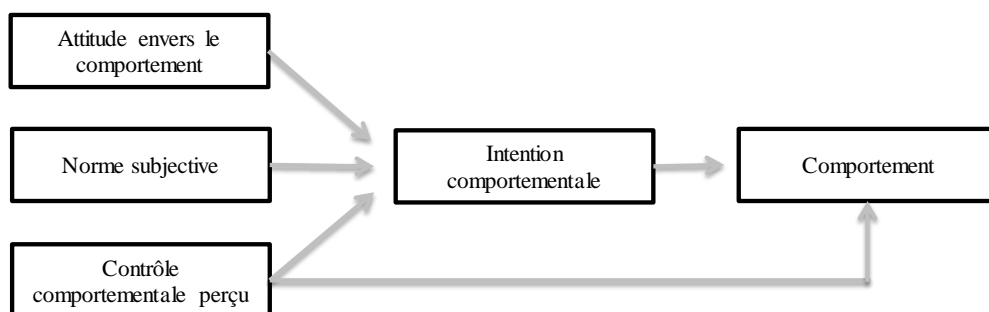 Attitude envers le
comportement
Norme subjective
Contrôle
comportementale perçu
Intention
comportementale
Comportement